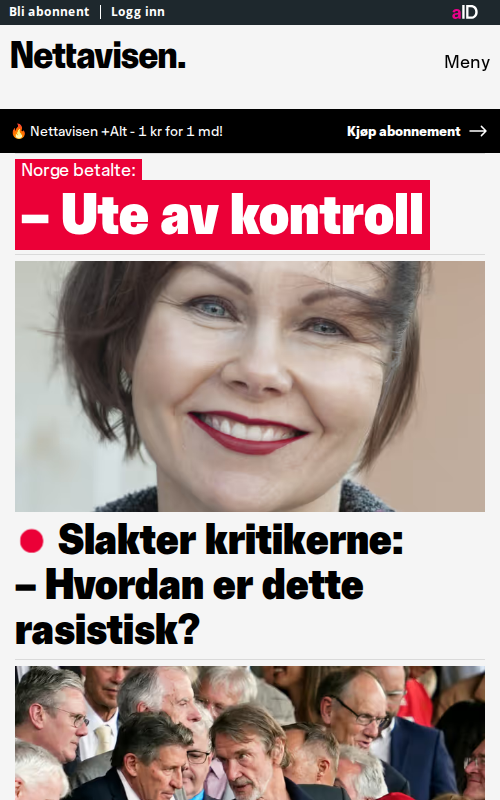 Bli abonnent | Logg inn
aID
Nettavisen.
Meny
🔥 Nettavisen +Alt - 1 kr for 1 md!
Kjøp abonnement →
Norge betalte:
– Ute av kontroll
Slakter kritikerne:
– Hvordan er dette
rasistisk?